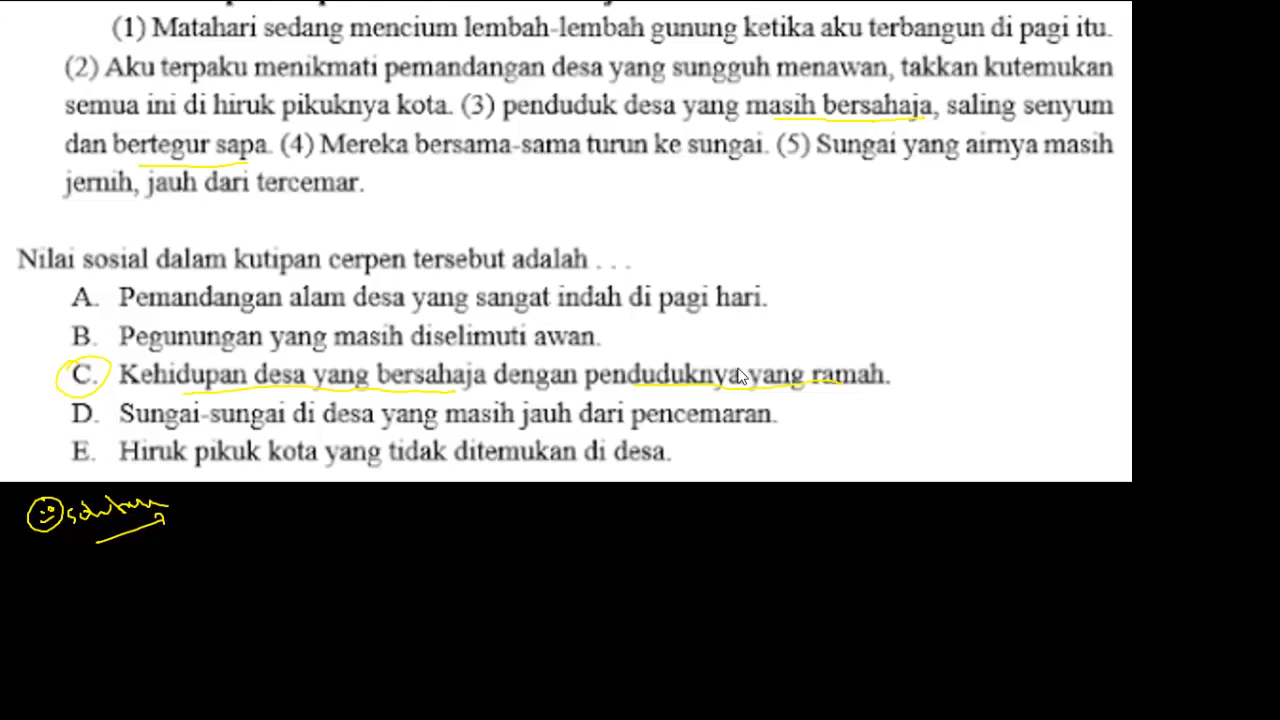 (1) Matahari sedang mencium lembah-lembah gunung ketika aku terbangun di pagi itu.
(2) Aku terpaku menikmati pemandangan desa yang sungguh menawan, takkan kutemukan
semua ini di hiruk pikuknya kota. (3) penduduk desa yang masih bersahaja, saling senyum
dan bertegur sapa. (4) Mereka bersama-sama turun ke sungai. (5) Sungai yang airnya masih
jernih, jauh dari tercemar.
Nilai sosial dalam kutipan cerpen tersebut adalah . . .
A. Pemandangan alam desa yang sangat indah di pagi hari.
B. Pegunungan yang masih diselimuti awan.
C. Kehidupan desa yang bersahaja dengan penduduknya yang ramah.
D. Sungai-sungai di desa yang masih jauh dari pencemaran.
E. Hiruk pikuk kota yang tidak ditemukan di desa.